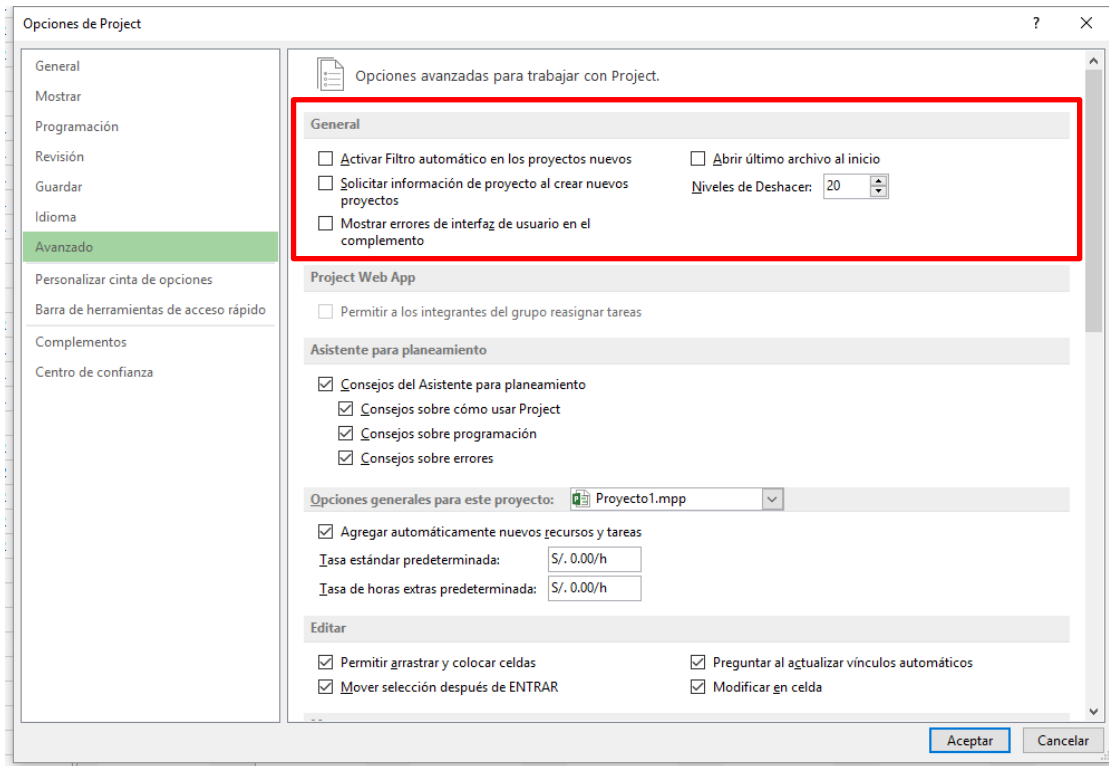 Opciones de Project
?
General
Mostrar
Programación
Revisión
Guardar
Idioma
Avanzado
Personalizar cinta de opciones
Barra de herramientas de acceso rápido
Complementos
Centro de confianza
Opciones avanzadas para trabajar con Project.
General
Activar Filtro automático en los proyectos nuevos
Solicitar información de proyecto al crear nuevos
proyectos
Mostrar errores de interfaz de usuario en el
complemento
Abrir último archivo al inicio
Niveles de Deshacer: 20
Project Web App
Permitir a los integrantes del grupo reasignar tareas
Asistente para planeamiento
Consejos del Asistente para planeamiento
Consejos sobre cómo usar Project
Consejos sobre programación
Consejos sobre errores
Opciones generales para este proyecto: Proyecto1.mpp
Agregar automáticamente nuevos recursos y tareas
Tasa estándar predeterminada: S/. 0.00/h
Tasa de horas extras predeterminada: S/. 0.00/h
Editar
Permitir arrastrar y colocar celdas
Mover selección después de ENTRAR
Preguntar al actualizar vínculos automáticos
Modificar en celda
Aceptar
Cancelar